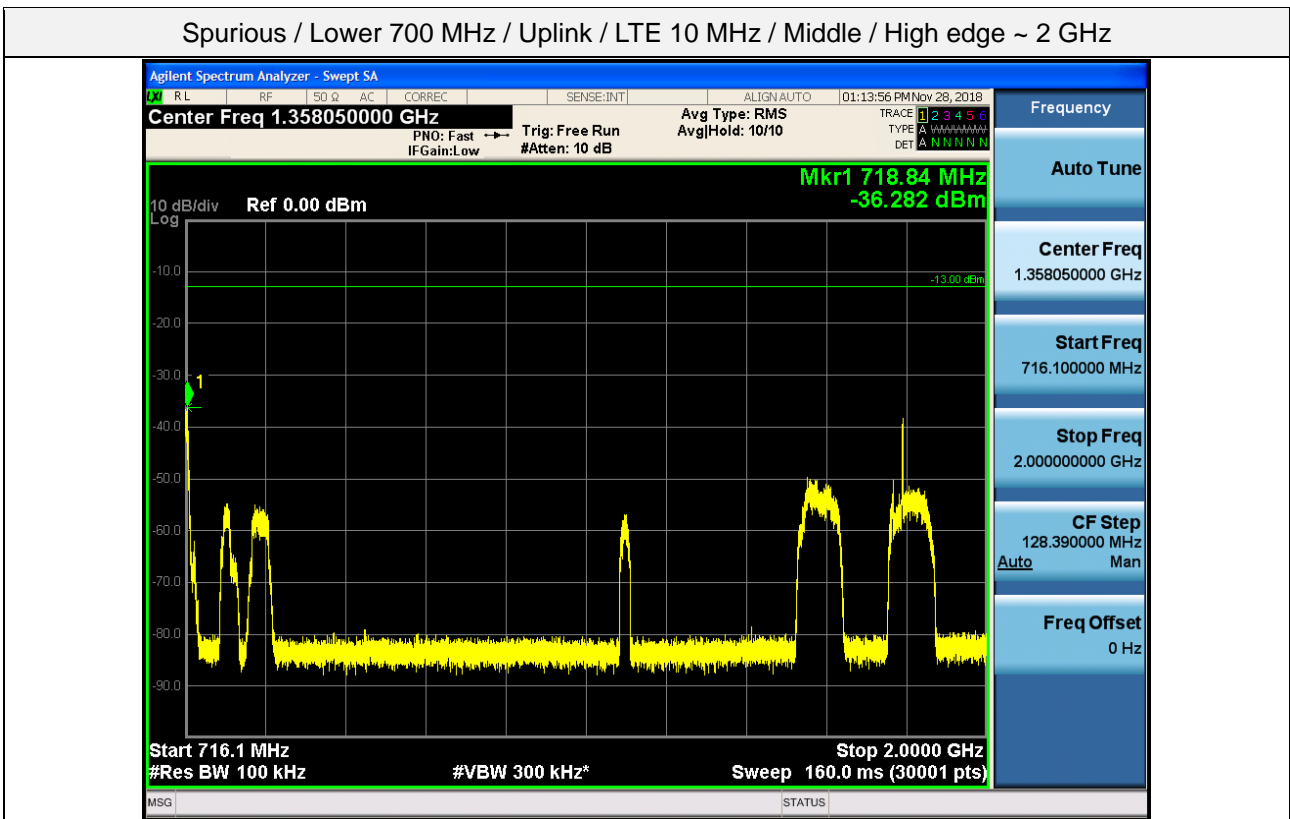 Spurious / Lower 700 MHz / Uplink / LTE 10 MHz / Middle / High edge ~ 2 GHz
Agilent Spectrum Analyzer - Swept SA
LXI RL RF 50 Ω AC CORREC SENSE:INT ALIGN AUTO 01:13:56 PM Nov 28, 2018
Center Freq 1.358050000 GHz
PNO: Fast
IFGain:Low
Trig: Free Run
#Atten: 10 dB
Avg Type: RMS
Avg|Hold: 10/10
TRACE 1 2 3 4 5 6
TYPE A WWWWW
DET A N N N N N
Mkr1 718.84 MHz
-36.282 dBm
10 dB/div Ref 0.00 dBm
Log
-10.0
-13.00 dBm
-20.0
-30.0
1
-40.0
-50.0
-60.0
-70.0
-80.0
-90.0
Start 716.1 MHz Stop 2.0000 GHz
#Res BW 100 kHz #VBW 300 kHz* Sweep 160.0 ms (30001 pts)
MSG STATUS
Frequency
Auto Tune
Center Freq
1.358050000 GHz
Start Freq
716.100000 MHz
Stop Freq
2.000000000 GHz
CF Step
128.390000 MHz
Auto Man
Freq Offset
0 Hz